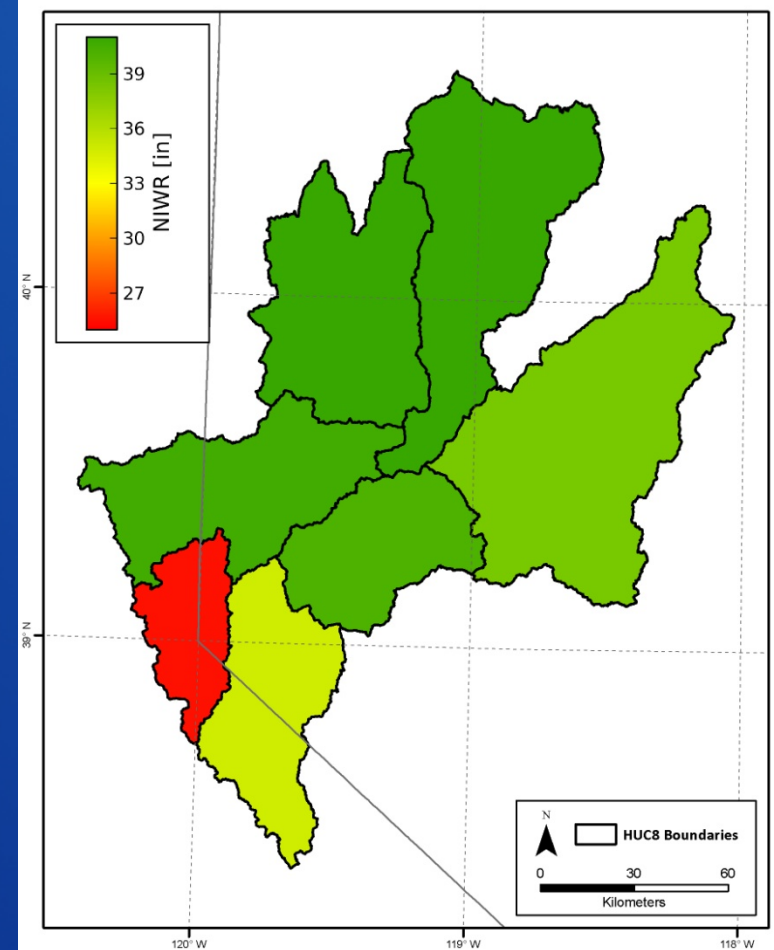 39
36
33
30
27
NIWR [in]
40° N
39° N
N
HUC8 Boundaries
0 30 60
Kilometers
120° W 119° W 118° W